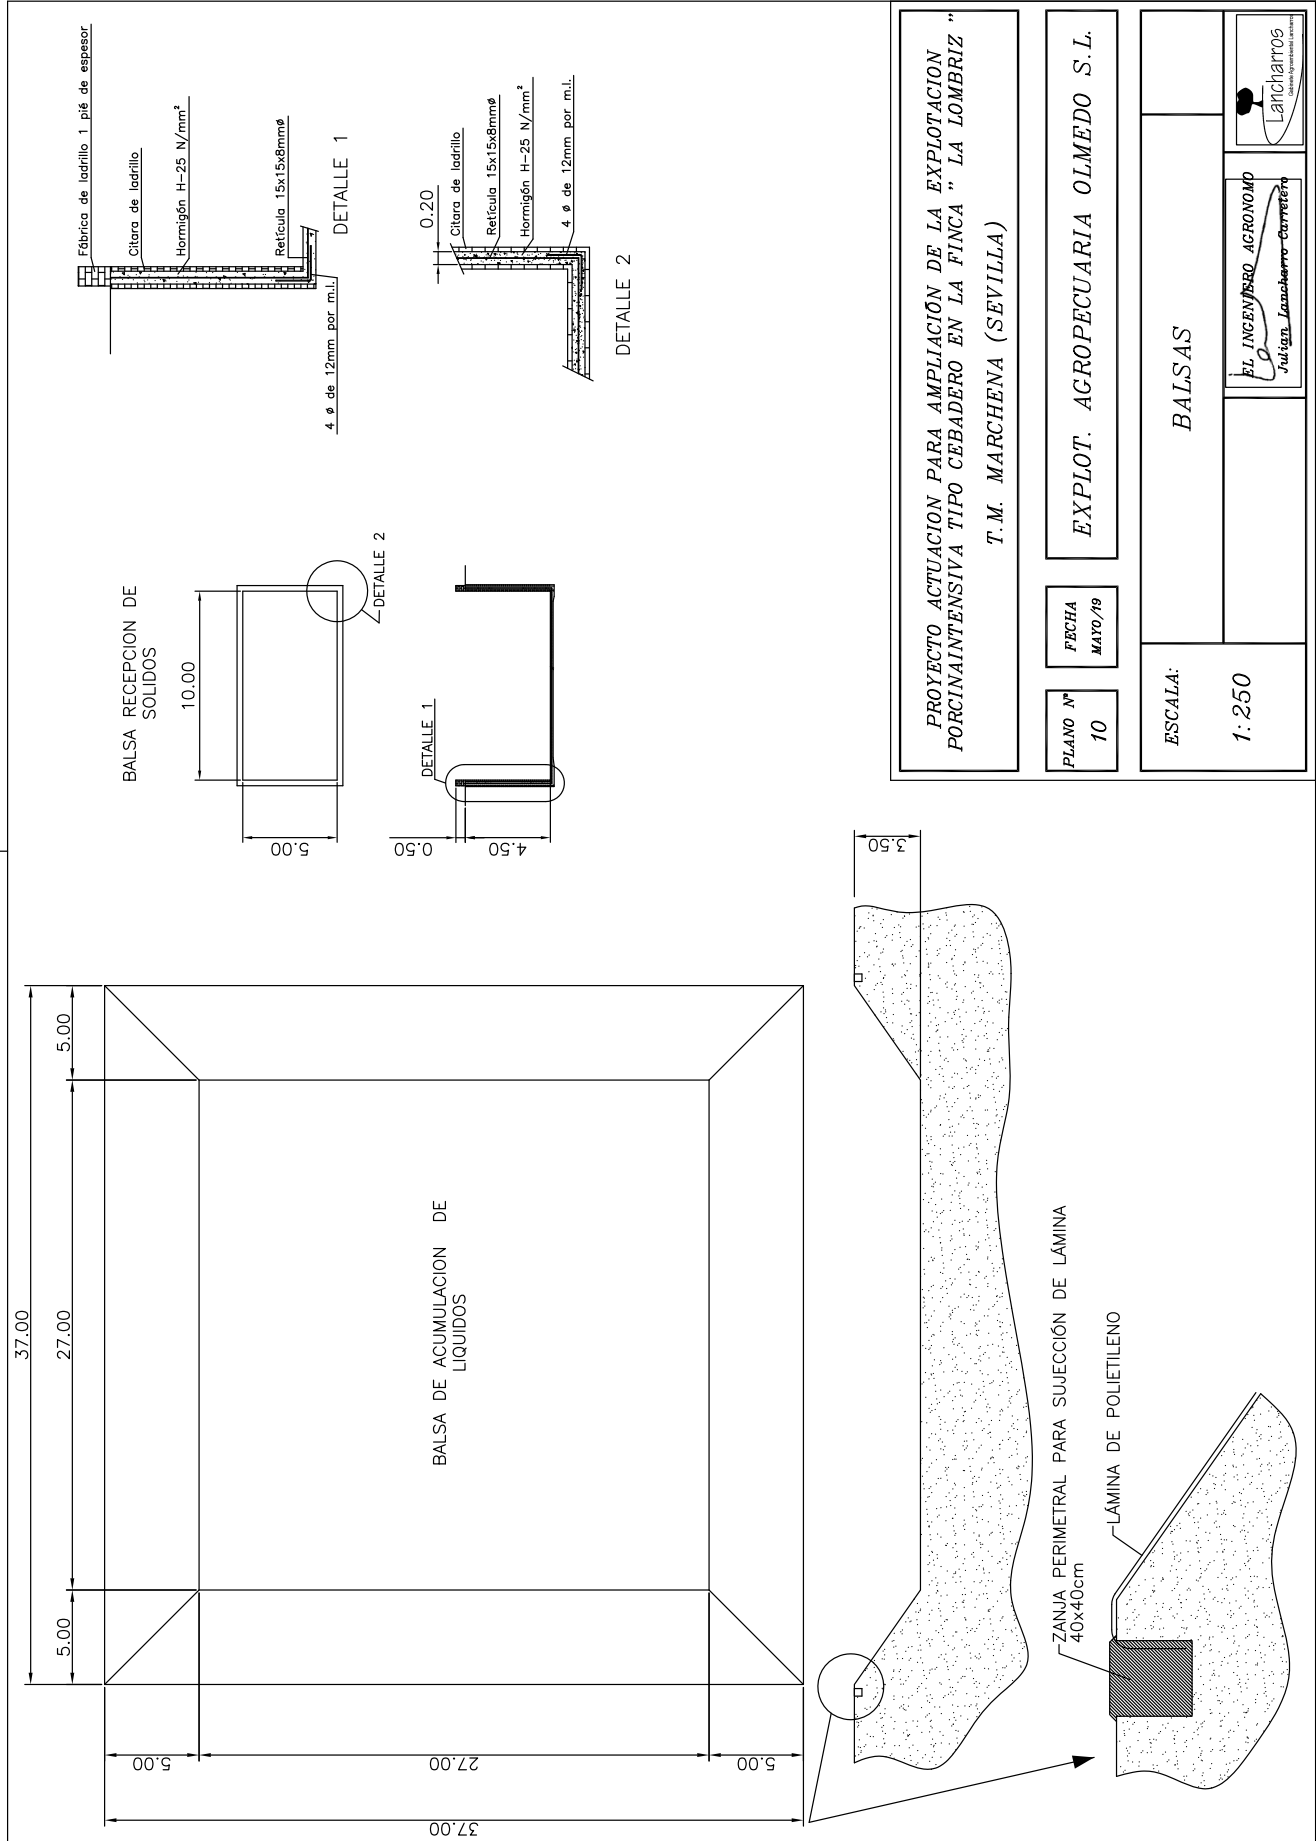 37.00
5.00
27.00
5.00
5.00
27.00
5.00
37.00
BALSA DE ACUMULACION DE
LIQUIDOS
3.50
ZANJA PERIMETRAL PARA SUJECCIÓN DE LÁMINA
40x40cm
LÁMINA DE POLIETILENO
BALSA RECEPCION DE
SOLIDOS
10.00
5.00
DETALLE 2
DETALLE 1
0.50
4.50
Fábrica de ladrillo 1 pié de espesor
Citara de ladrillo
Hormigón H-25 N/mm²
Retícula 15x15x8mmø
4 ø de 12mm por m.l.
DETALLE 1
0.20
Citara de ladrillo
Retícula 15x15x8mmø
Hormigón H-25 N/mm²
4 ø de 12mm por m.l.
DETALLE 2
PROYECTO ACTUACION PARA AMPLIACIÓN DE LA EXPLOTACION
PORCINAINTENSIVA TIPO CEBADERO EN LA FINCA " LA LOMBRIZ "
T.M. MARCHENA (SEVILLA)
PLANO Nº
10
FECHA
MAYO/19
EXPLOT. AGROPECUARIA OLMEDO S.L.
ESCALA:
1: 250
BALSAS
EL INGENIERO AGRONOMO
Julian Lancharro Carretero
Lancharros
Gabinete Agroambiental Lancharro